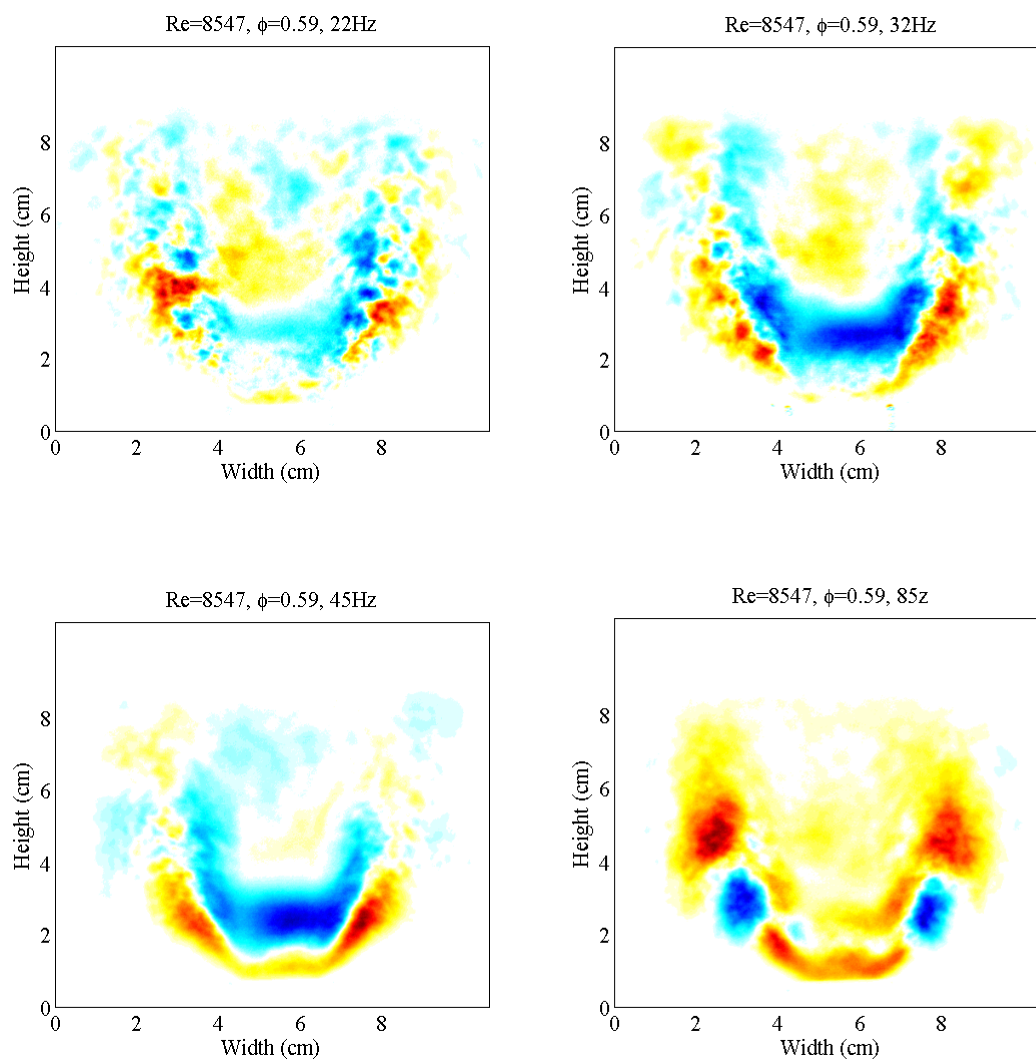 Re=8547, ϕ=0.59, 22Hz
Height (cm)
8
6
4
2
0
0 2 4 6 8
Width (cm)
Re=8547, ϕ=0.59, 32Hz
Height (cm)
8
6
4
2
0
0 2 4 6 8
Width (cm)
Re=8547, ϕ=0.59, 45Hz
Height (cm)
8
6
4
2
0
0 2 4 6 8
Width (cm)
Re=8547, ϕ=0.59, 85z
Height (cm)
8
6
4
2
0
0 2 4 6 8
Width (cm)